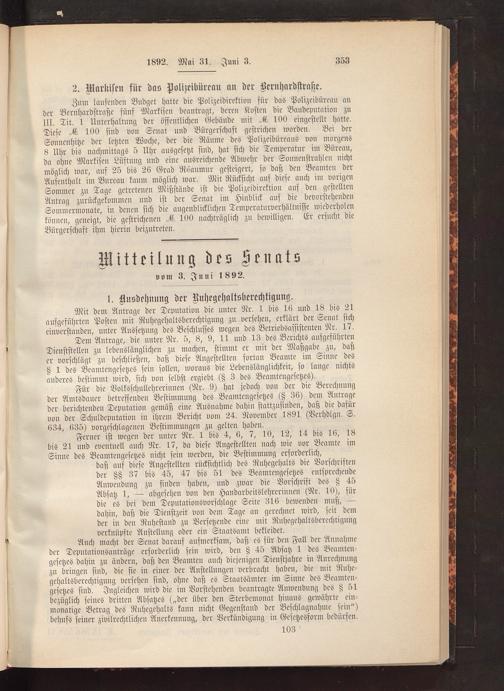 1892. Mai 31. Juni 3. 353
2. Markisen für das Polizeibüreau an der Bernhardstraße.
Zum laufenden Budget hatte die Polizeidirektion für das Polizeibüreau an
der Bernhardstraße fünf Markisen beantragt, deren Kosten die Baudeputation zu
III. Tit. 1 Unterhaltung der öffentlichen Gebäude mit ℳ 100 eingestellt hatte.
Diese ℳ 100 sind von Senat und Bürgerschaft gestrichen worden. Bei der
Sonnenhitze der letzten Woche, der die Räume des Polizeibüreaus von morgens
8 Uhr bis nachmittags 5 Uhr ausgesetzt sind, hat sich die Temperatur im Büreau,
da ohne Markisen Lüftung und eine ausreichende Abwehr der Sonnenstrahlen nicht
möglich war, auf 25 bis 26 Grad Réaumur gesteigert, so daß den Beamten der
Aufenthalt im Bureau kaum möglich war. Mit Rücksicht auf diese auch im vorigen
Sommer zu Tage getretenen Mißstände ist die Polizeidirektion auf den gestellten
Antrag zurückgekommen und ist der Senat im Hinblick auf die bevorstehenden
Sommermonate, in denen sich die augenblicklichen Temperaturverhältnisse wiederholen
können, geneigt, die gestrichenen ℳ 100 nachträglich zu bewilligen. Er ersucht die
Bürgerschaft ihm hierin beizutreten.
Mitteilung des Senats
vom 3. Juni 1892.
1. Ausdehnung der Ruhegehaltsberechtigung.
Mit dem Antrage der Deputation die unter Nr. 1 bis 16 und 18 bis 21
aufgeführten Posten mit Ruhegehaltsberechtigung zu versehen, erklärt der Senat sich
einverstanden, unter Aussetzung des Beschlusses wegen des Betriebsassistenten Nr. 17.
Dem Antrage, die unter Nr. 5, 8, 9, 11 und 13 des Berichts aufgeführten
Dienststellen zu lebenslänglichen zu machen, stimmt er mit der Maßgabe zu, daß
er vorschlägt zu beschließen, daß diese Angestellten fortan Beamte im Sinne des
§ 1 des Beamtengesetzes sein sollen, woraus die Lebenslänglichkeit, so lange nichts
anderes bestimmt wird, sich von selbst ergiebt (§ 3 des Beamtengesetzes).
Für die Volksschullehrerinnen (Nr. 9) hat jedoch von der die Berechnung
der Amtsdauer betreffenden Bestimmung des Beamtengesetzes (§ 36) dem Antrage
der berichtenden Deputation gemäß eine Ausnahme dahin stattzufinden, daß die dafür
von der Schuldeputation in ihrem Bericht vom 24. November 1891 (Verhdlgn. S.
634, 635) vorgeschlagenen Bestimmungen zu gelten haben.
Ferner ist wegen der unter Nr. 1 bis 4, 6, 7, 10, 12, 14 bis 16, 18
bis 21 und eventuell auch Nr. 17, da diese Angestellten nach wie vor Beamte im
Sinne des Beamtengesetzes nicht sein werden, die Bestimmung erforderlich,
daß auf diese Angestellten rücksichtlich des Ruhegehalts die Vorschriften
der §§ 37 bis 45, 47 bis 51 des Beamtengesetzes entsprechende
Anwendung zu finden haben, und zwar die Vorschrift des § 45
Absatz 1, — abgesehen von den Handarbeitslehrerinnen (Nr. 10), für
die es bei dem Deputationsvorschlage Seite 316 bewenden muß, —
dahin, daß die Dienstzeit von dem Tage an gerechnet wird, seit dem
der in den Ruhestand zu Versetzende eine mit Ruhegehaltsberechtigung
verknüpfte Anstellung oder ein Staatsamt bekleidet.
Auch macht der Senat darauf aufmerksam, daß es für den Fall der Annahme
der Deputationsanträge erforderlich sein wird, den § 45 Absatz 1 des Beamten-
gesetzes dahin zu ändern, daß den Beamten auch diejenigen Dienstjahre in Anrechnung
zu bringen sind, die sie in einer der Anstellungen verbracht haben, die mit Ruhe-
gehaltsberechtigung versehen sind, ohne daß es Staatsämter im Sinne des Beamten-
gesetzes sind. Ingleichen wird die im Vorstehenden beantragte Anwendung des § 51
bezüglich seines dritten Absatzes („der über den Sterbemonat hinaus gewährte ein-
monatige Betrag des Ruhegehalts kann nicht Gegenstand der Beschlagnahme sein“)
behufs seiner zivilrechtlichen Anerkennung, der Verkündigung in Gesetzesform bedürfen.
103